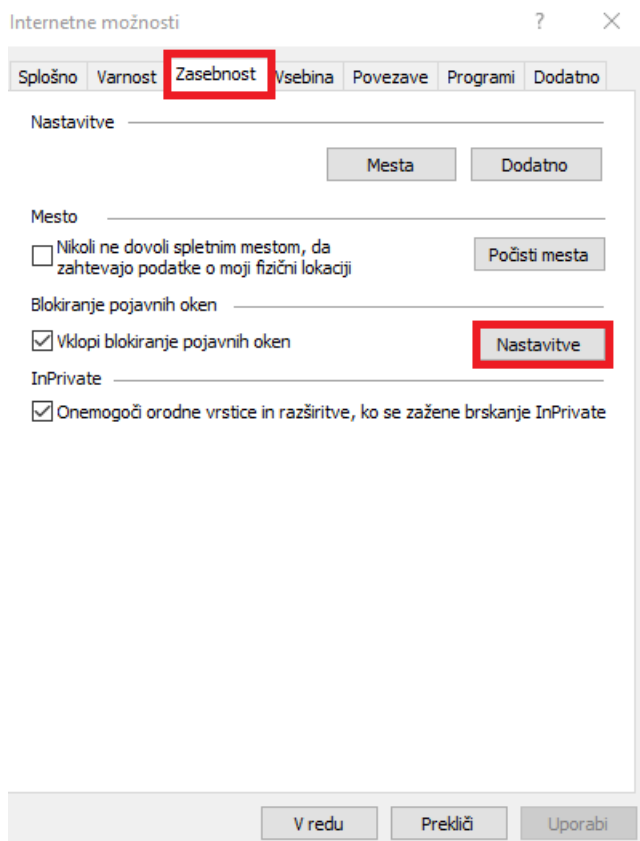 Internetne možnosti ?
Splošno Varnost Zasebnost Vsebina Povezave Programi Dodatno
Nastavitve
Mesta Dodatno
Mesto
Nikoli ne dovoli spletnim mestom, da
zahtevajo podatke o moji fizični lokaciji
Počisti mesta
Blokiranje pojavnih oken
Vklopi blokiranje pojavnih oken Nastavitve
InPrivate
Onemogoči orodne vrstice in razširitve, ko se zažene brskanje InPrivate
V redu Prekliči Uporabi